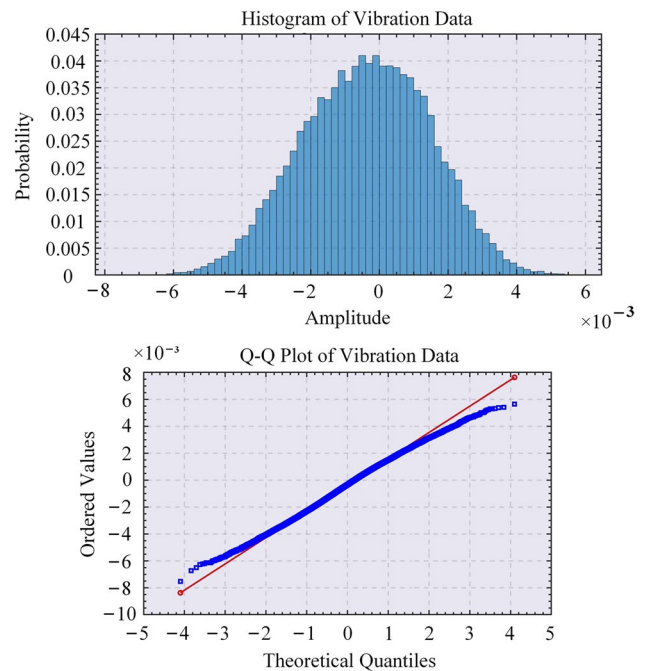 Histogram of Vibration Data
0.045
0.04
0.035
0.03
0.025
0.02
0.015
0.01
0.005
0
Probability
−8 −6 −4 −2 0 2 4 6
Amplitude
×10⁻³
×10⁻³
Q-Q Plot of Vibration Data
8
6
4
2
0
−2
−4
−6
−8
−10
Ordered Values
−5 −4 −3 −2 −1 0 1 2 3 4 5
Theoretical Quantiles